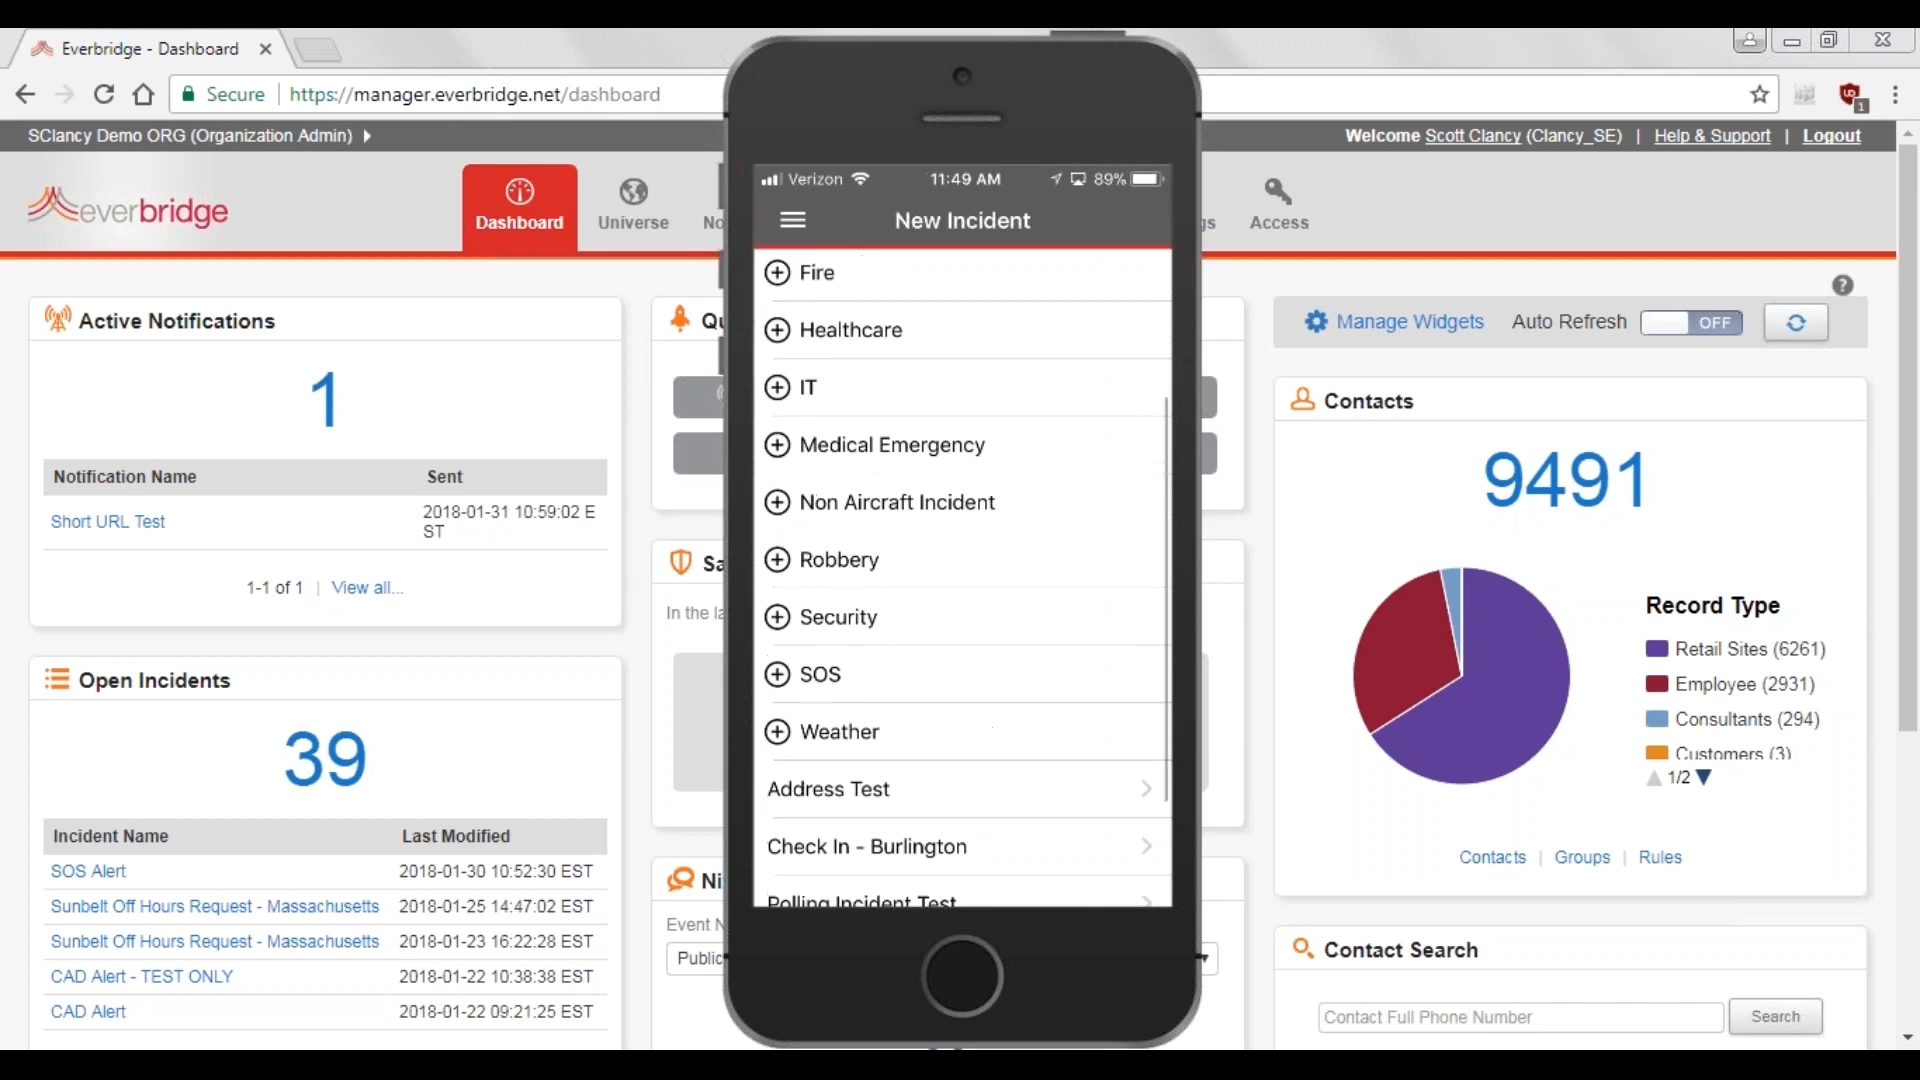 Everbridge - Dashboard
Secure
https://manager.everbridge.net/dashboard
1
SClancy Demo ORG (Organization Admin)
Welcome Scott Clancy (Clancy_SE) | Help & Support | Logout
everbridge
Dashboard
Universe
Access
Active Notifications
1
Notification Name
Sent
Short URL Test
2018-01-31 10:59:02 E
ST
1-1 of 1 | View all...
Open Incidents
39
Incident Name
Last Modified
SOS Alert
2018-01-30 10:52:30 EST
Sunbelt Off Hours Request - Massachusetts
2018-01-25 14:47:02 EST
Sunbelt Off Hours Request - Massachusetts
2018-01-23 16:22:28 EST
CAD Alert - TEST ONLY
2018-01-22 10:38:38 EST
CAD Alert
2018-01-22 09:21:25 EST
In the la
Event N
Public
Verizon
11:49 AM
89%
New Incident
Fire
Healthcare
IT
Medical Emergency
Non Aircraft Incident
Robbery
Security
SOS
Weather
Address Test
Check In - Burlington
Polling Incident Test
?
Manage Widgets
Auto Refresh
OFF
Contacts
9491
Record Type
Retail Sites (6261)
Employee (2931)
Consultants (294)
Customers (3)
1/2
Contacts | Groups | Rules
Contact Search
Contact Full Phone Number
Search